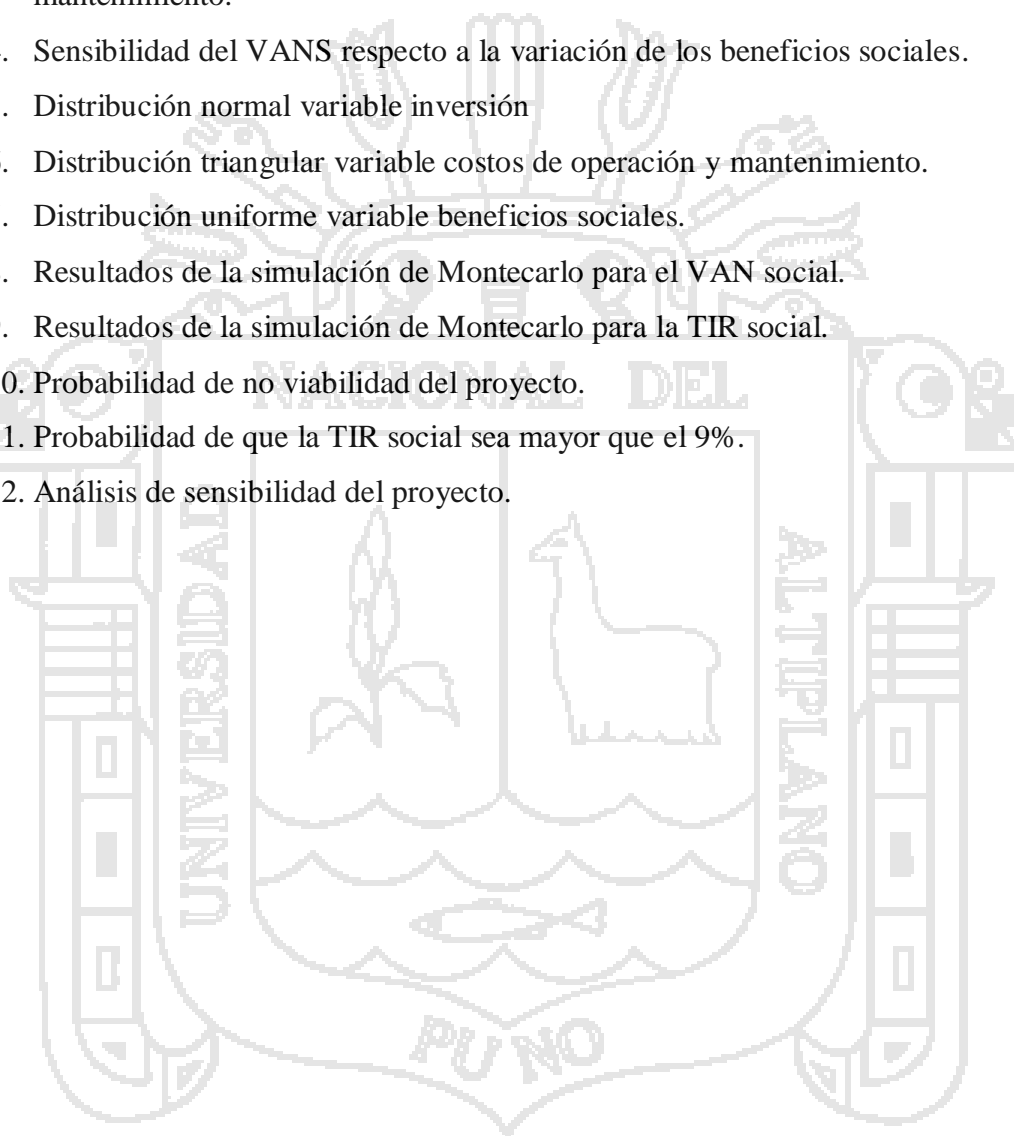 mantenimiento.
. Sensibilidad del VANS respecto a la variación de los beneficios sociales.
. Distribución normal variable inversión
. Distribución triangular variable costos de operación y mantenimiento.
. Distribución uniforme variable beneficios sociales.
. Resultados de la simulación de Montecarlo para el VAN social.
. Resultados de la simulación de Montecarlo para la TIR social.
0. Probabilidad de no viabilidad del proyecto.
1. Probabilidad de que la TIR social sea mayor que el 9%.
2. Análisis de sensibilidad del proyecto.
NACIONAL DEL
UNIVERSIDAD
ALTIPLANO
PUNO